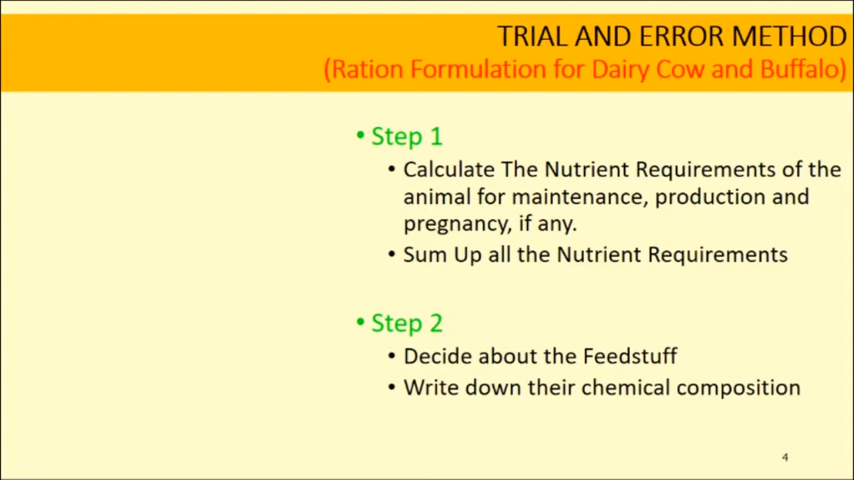 TRIAL AND ERROR METHOD
(Ration Formulation for Dairy Cow and Buffalo)
• Step 1
• Calculate The Nutrient Requirements of the
animal for maintenance, production and
pregnancy, if any.
• Sum Up all the Nutrient Requirements
• Step 2
• Decide about the Feedstuff
• Write down their chemical composition
4